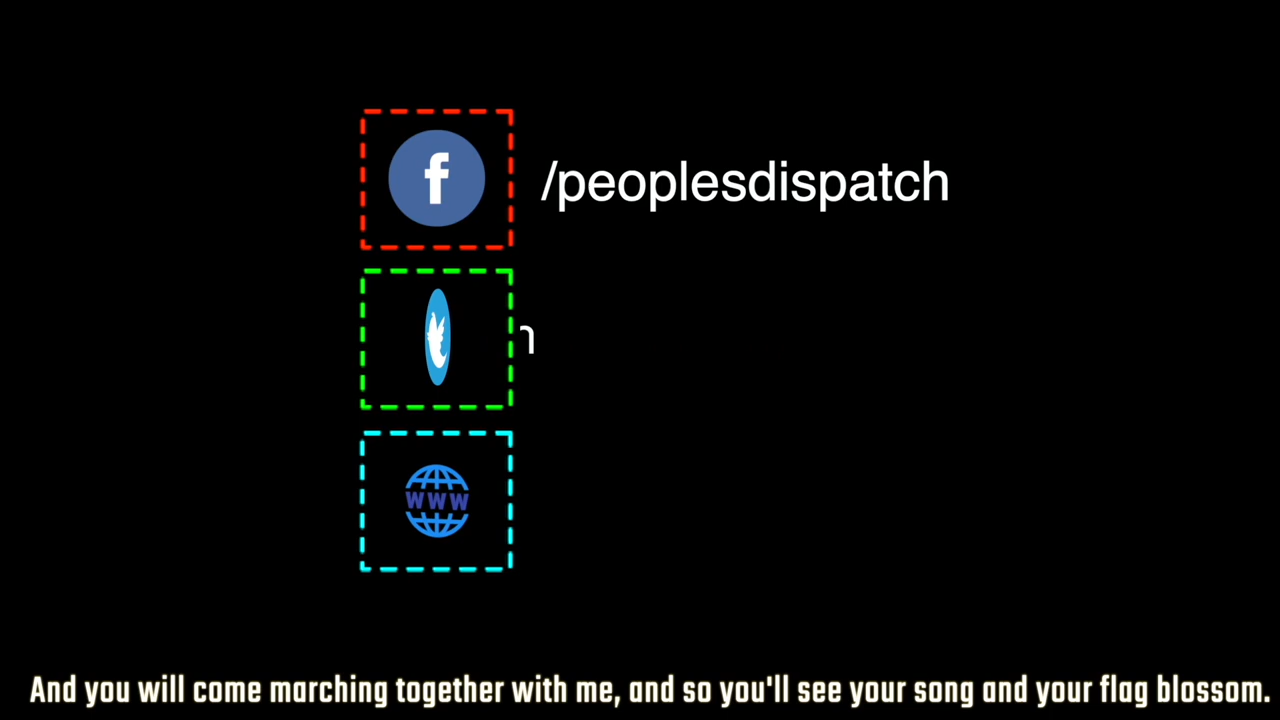 f
/peoplesdispatch
WWW
And you will come marching together with me, and so you'll see your song and your flag blossom.